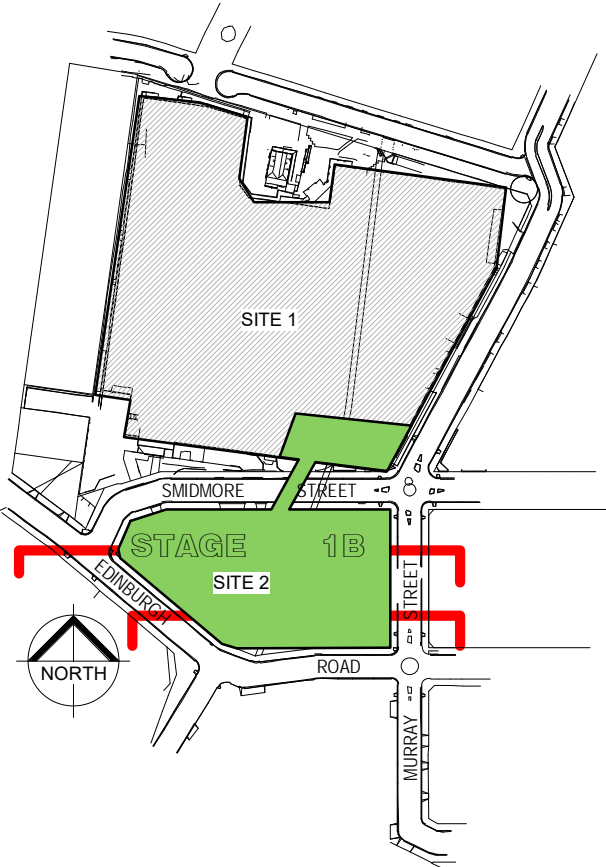 SITE 1
SMIDMORE STREET
STAGE 1B
EDINBURGH
SITE 2
STREET
NORTH
ROAD
MURRAY